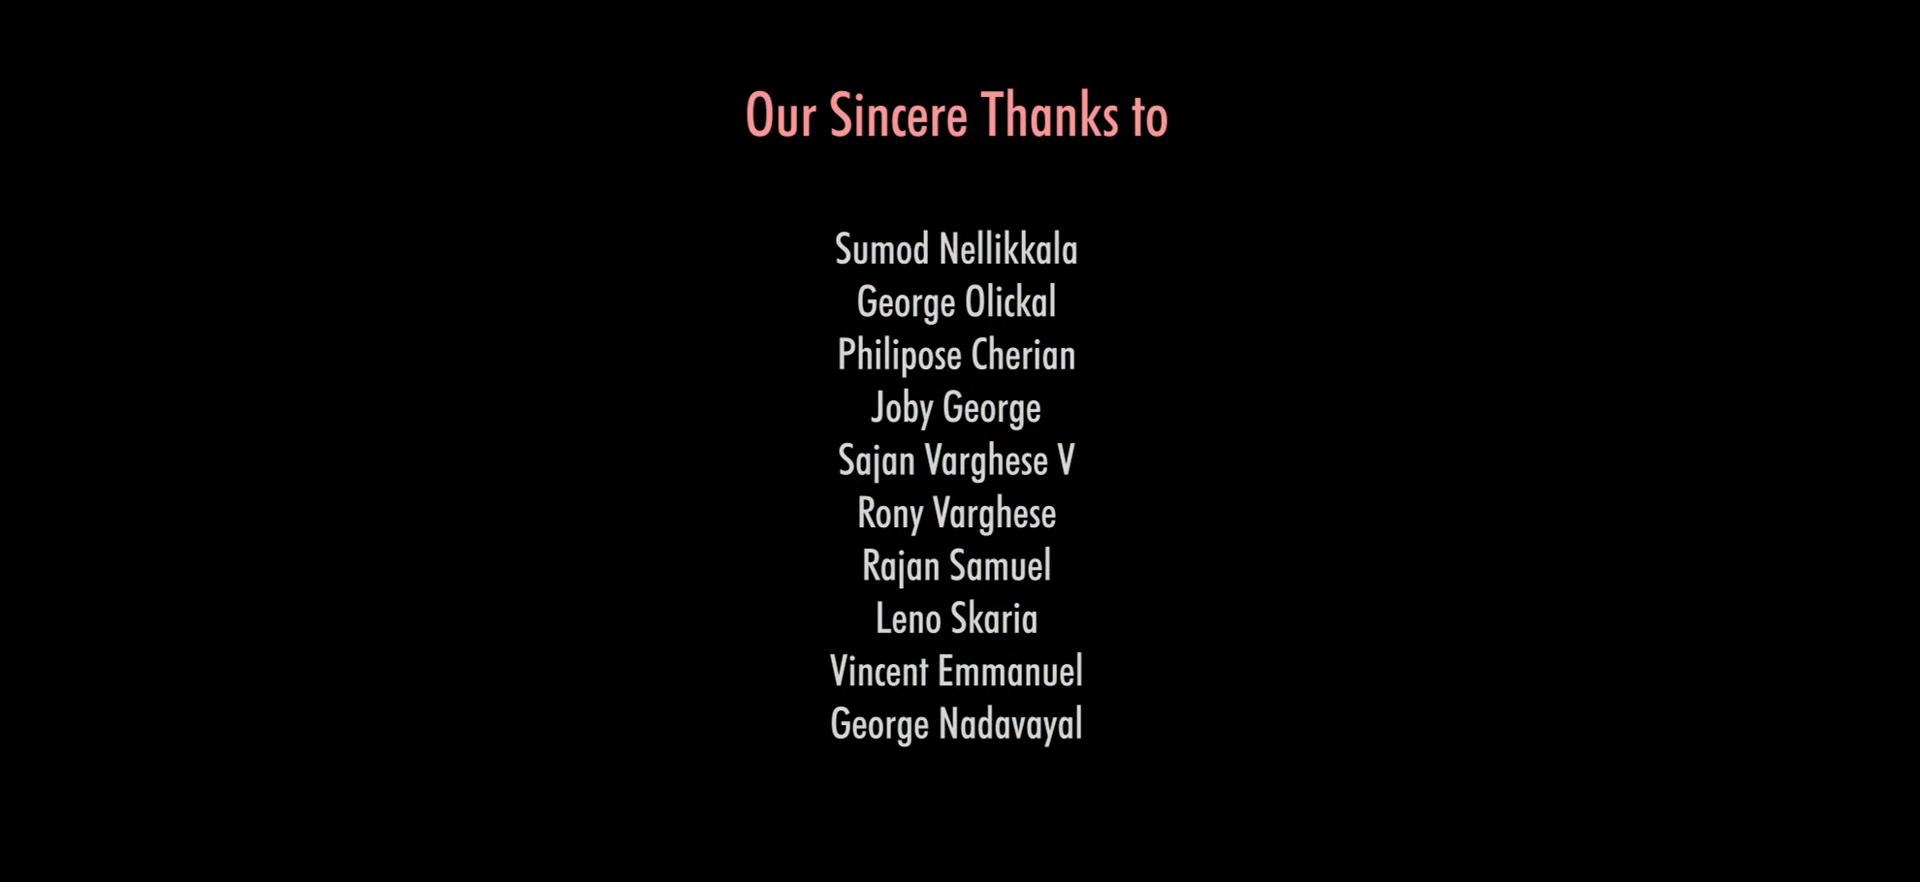 Our Sincere Thanks to
Sumod Nellikkala
George Olickal
Philipose Cherian
Joby George
Sajan Varghese V
Rony Varghese
Rajan Samuel
Leno Skaria
Vincent Emmanuel
George Nadavayal